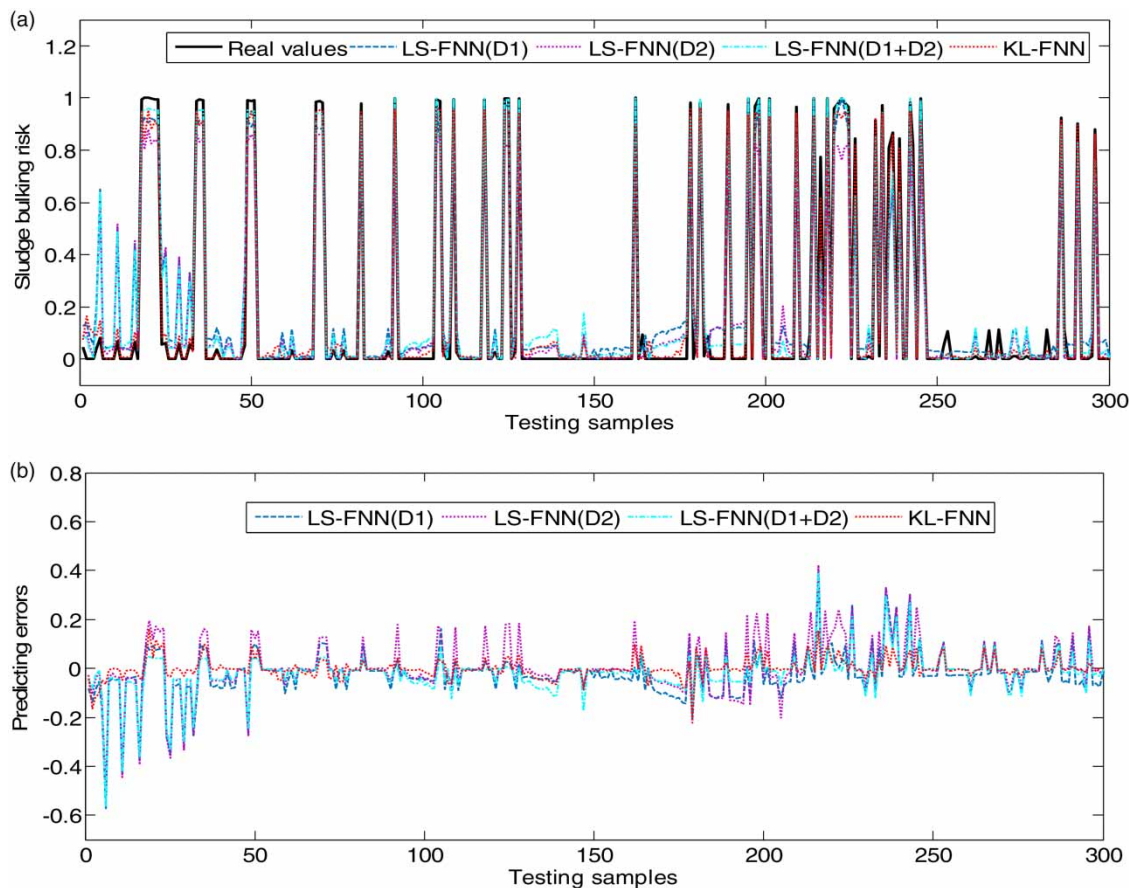 (a)
1.2
1
0.8
0.6
0.4
0.2
0
Sludge bulking risk
Real values LS-FNN(D1) LS-FNN(D2) LS-FNN(D1+D2) KL-FNN
0 50 100 150 200 250 300
Testing samples
(b)
0.8
0.6
0.4
0.2
0
-0.2
-0.4
-0.6
Predicting errors
LS-FNN(D1) LS-FNN(D2) LS-FNN(D1+D2) KL-FNN
0 50 100 150 200 250 300
Testing samples